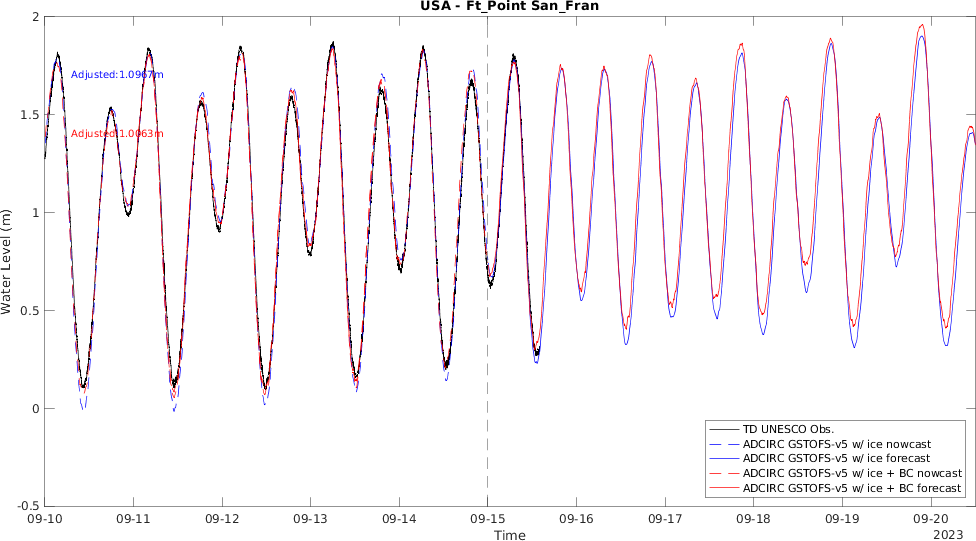 USA - Ft_Point San_Fran
2
1.5
1
0.5
0
-0.5
Water Level (m)
Adjusted:1.0967m
Adjusted:1.0063m
TD UNESCO Obs.
ADCIRC GSTOFS-v5 w/ ice nowcast
ADCIRC GSTOFS-v5 w/ ice forecast
ADCIRC GSTOFS-v5 w/ ice + BC nowcast
ADCIRC GSTOFS-v5 w/ ice + BC forecast
09-10 09-11 09-12 09-13 09-14 09-15 09-16 09-17 09-18 09-19 09-20
Time
2023